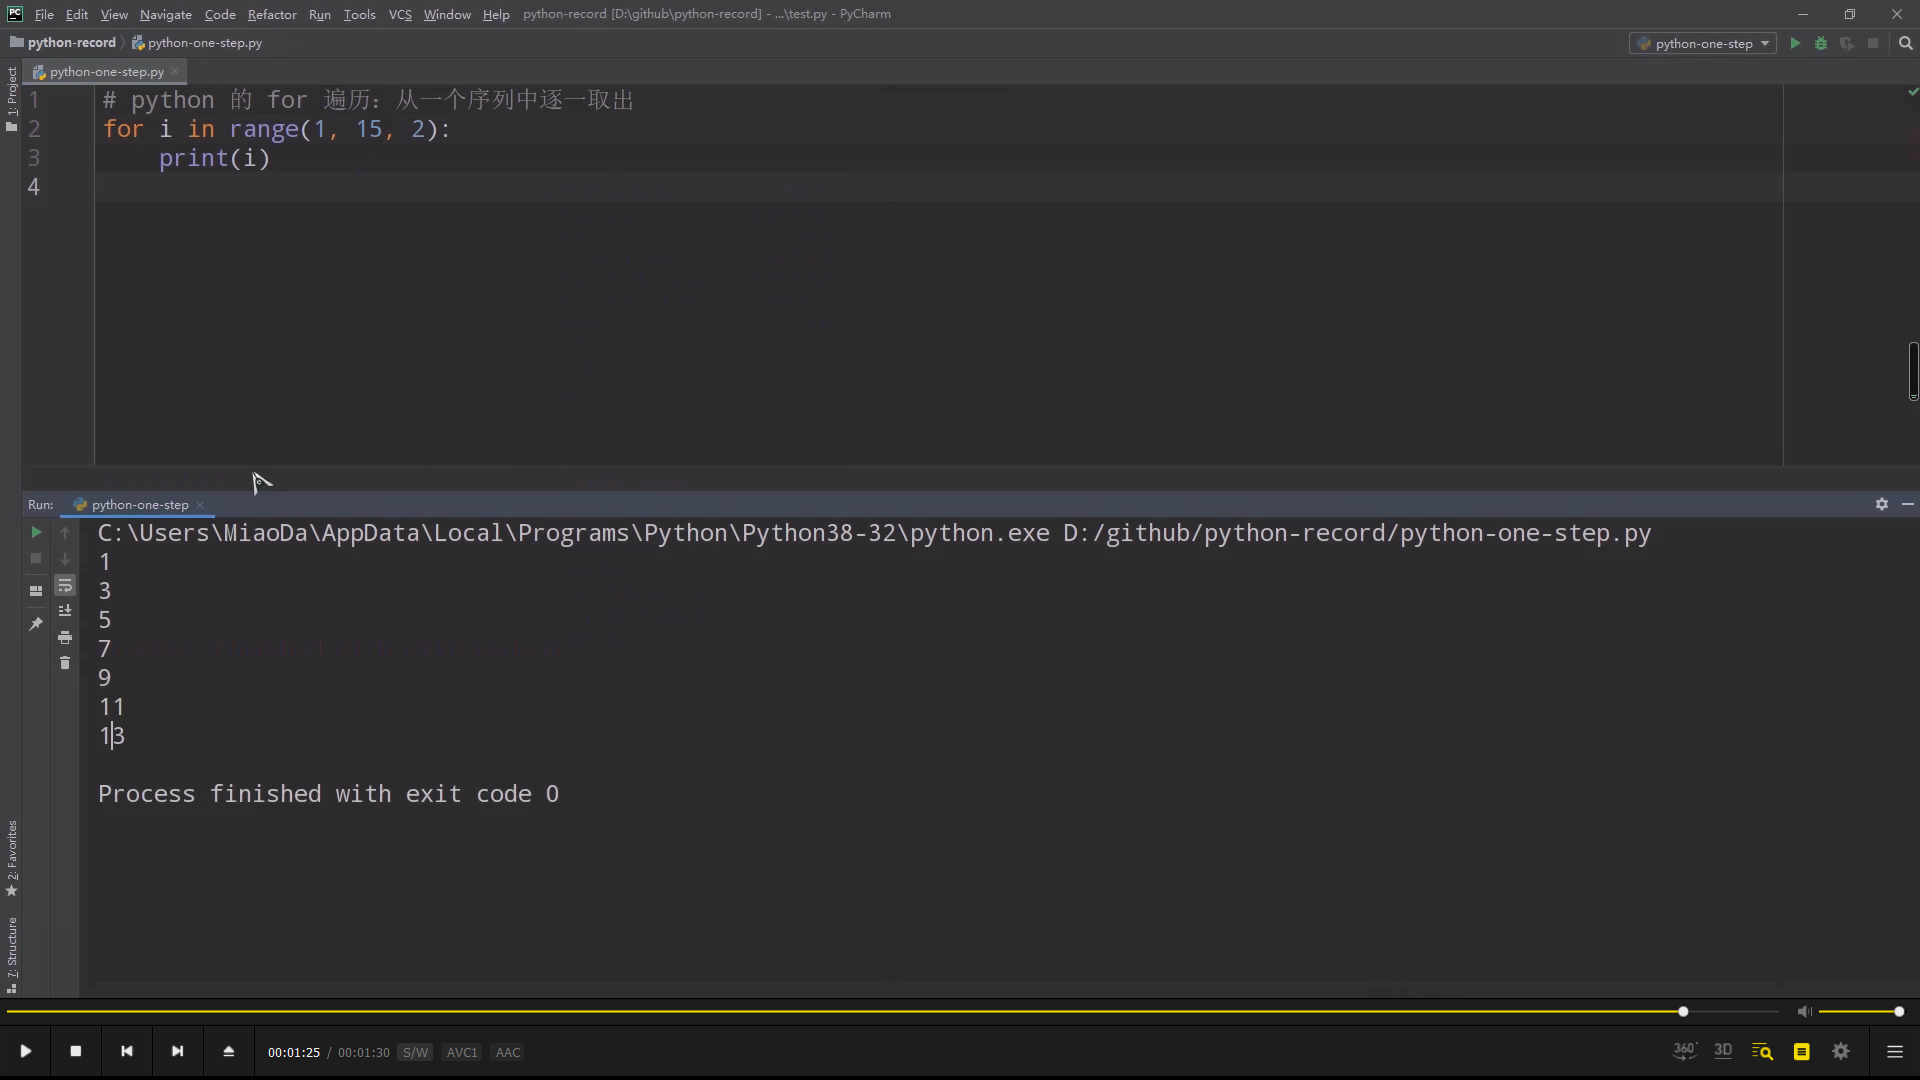 File Edit View Navigate Code Refactor Run Tools VCS Window Help python-record [D:\github\python-record] - ...\test.py - PyCharm
python-record python-one-step.py python-one-step
1: Project
python-one-step.py
1 # python 的 for 遍历：从一个序列中逐一取出
2 for i in range(1, 15, 2):
3 print(i)
4
Run: python-one-step
C:\Users\MiaoDa\AppData\Local\Programs\Python\Python38-32\python.exe D:/github/python-record/python-one-step.py
1
3
5
7
9
11
13
Process finished with exit code 0
2: Favorites
7: Structure
00:01:25 / 00:01:30 S/W AVC1 AAC 360° 3D